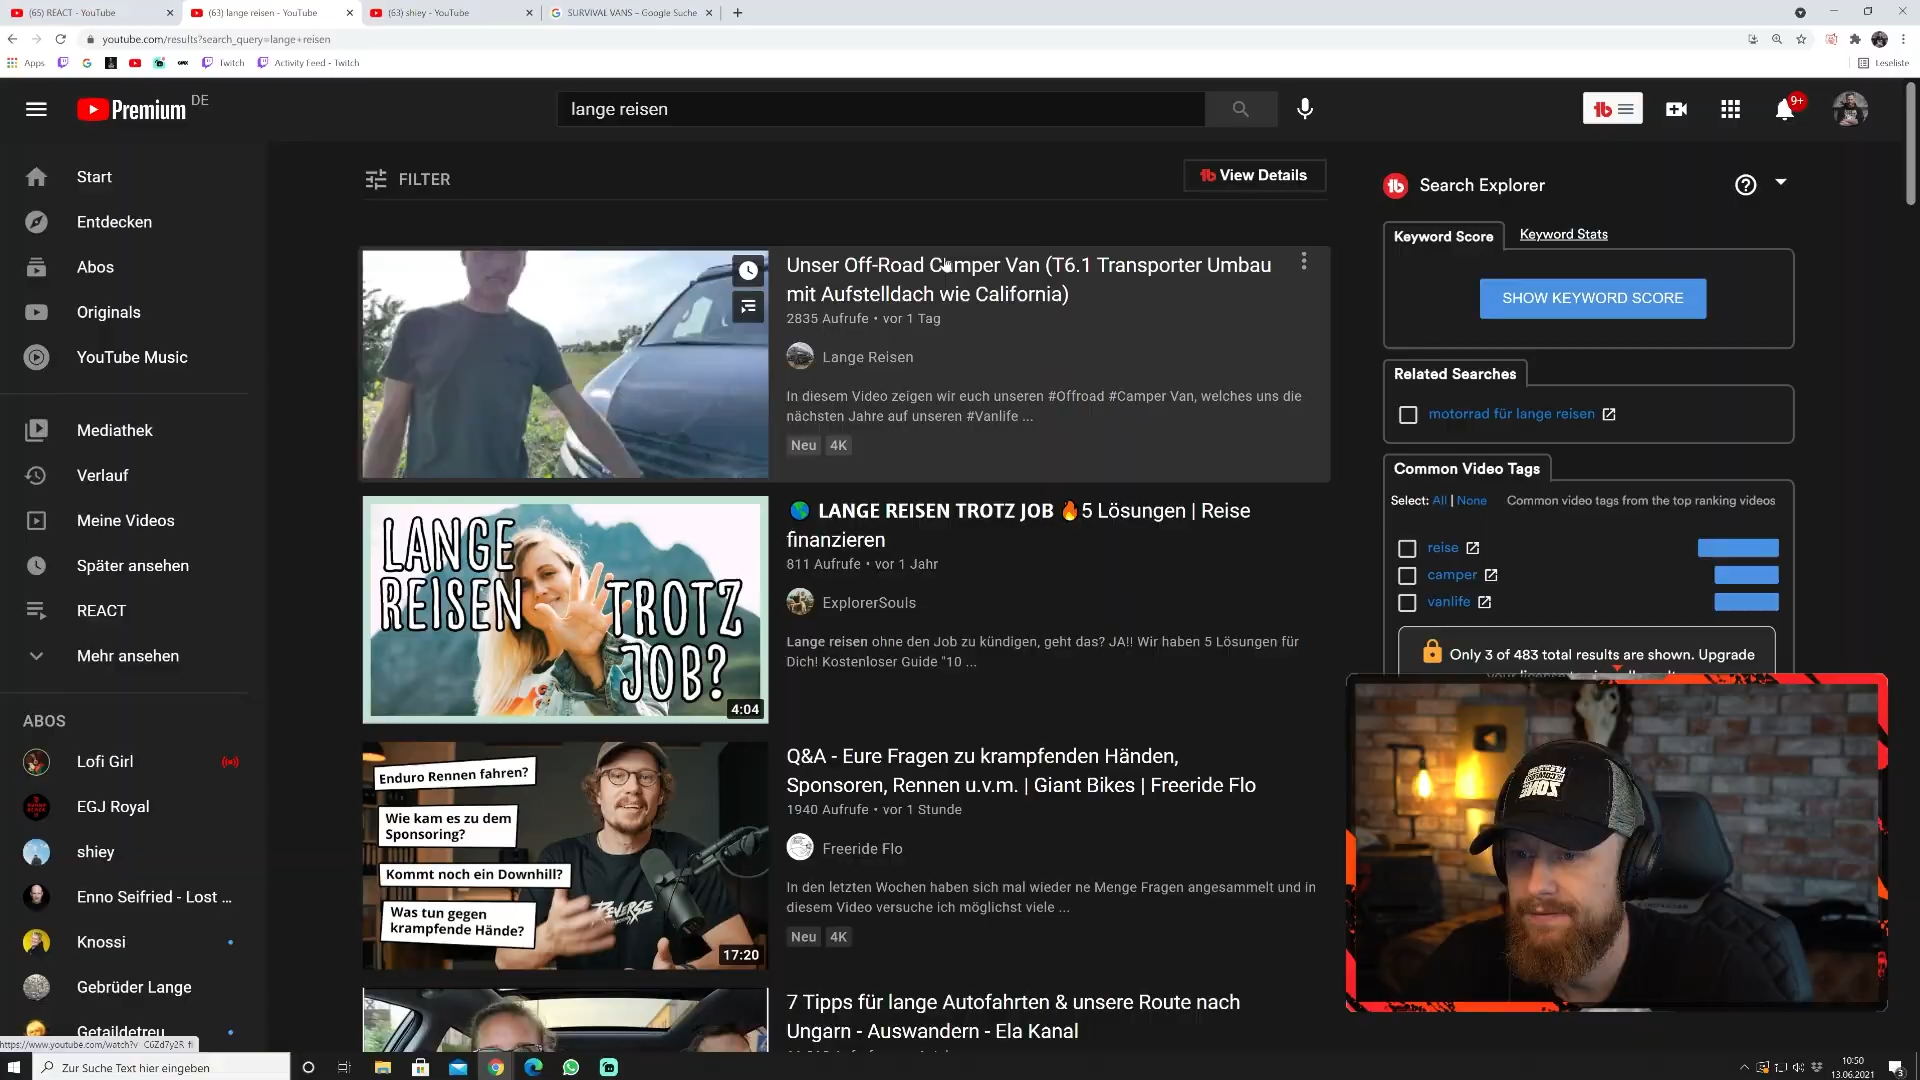 (65) REACT - YouTube
(63) lange reisen - YouTube
(63) shiey - YouTube
SURVIVAL VANS - Google Suche
youtube.com/results?search_query=lange+reisen
Apps
Twitch
Activity Feed - Twitch
Leseliste
Premium DE
lange reisen
9+
Start
Entdecken
Abos
Originals
YouTube Music
Mediathek
Verlauf
Meine Videos
Später ansehen
REACT
Mehr ansehen
ABOS
Lofi Girl
EGJ Royal
shiey
Enno Seifried - Lost ...
Knossi
Gebrüder Lange
Getaildetreu
FILTER
View Details
Unser Off-Road Camper Van (T6.1 Transporter Umbau
mit Aufstelldach wie California)
2835 Aufrufe • vor 1 Tag
Lange Reisen
In diesem Video zeigen wir euch unseren #Offroad #Camper Van, welches uns die
nächsten Jahre auf unseren #Vanlife ...
Neu 4K
LANGE
REISEN
TROTZ
JOB?
4:04
LANGE REISEN TROTZ JOB 🔥5 Lösungen | Reise
finanzieren
811 Aufrufe • vor 1 Jahr
ExplorerSouls
Lange reisen ohne den Job zu kündigen, geht das? JA!! Wir haben 5 Lösungen für
Dich! Kostenloser Guide "10 ...
Enduro Rennen fahren?
Wie kam es zu dem
Sponsoring?
Kommt noch ein Downhill?
Was tun gegen
krampfende Hände?
REVERSE
17:20
Q&A - Eure Fragen zu krampfenden Händen,
Sponsoren, Rennen u.v.m. | Giant Bikes | Freeride Flo
1940 Aufrufe • vor 1 Stunde
Freeride Flo
In den letzten Wochen haben sich mal wieder ne Menge Fragen angesammelt und in
diesem Video versuche ich möglichst viele ...
Neu 4K
7 Tipps für lange Autofahrten & unsere Route nach
Ungarn - Auswandern - Ela Kanal
Search Explorer
Keyword Score
Keyword Stats
SHOW KEYWORD SCORE
Related Searches
motorrad für lange reisen
Common Video Tags
Select: All | None Common video tags from the top ranking videos
reise
camper
vanlife
Only 3 of 483 total results are shown. Upgrade
ZONE
Zur Suche Text hier eingeben
10:50
13.06.2021
3